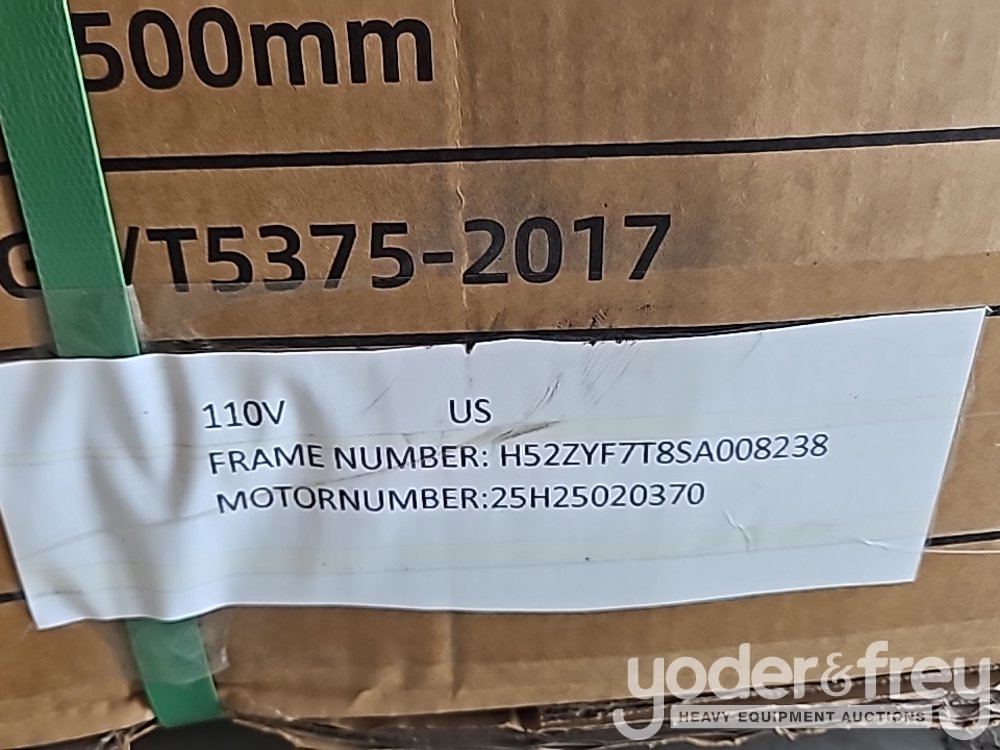 500mm
/T5375-2017
110V US
FRAME NUMBER: H52ZYF7T8SA008238
MOTORNUMBER:25H25020370
yoder&frey
HEAVY EQUIPMENT AUCTIONS